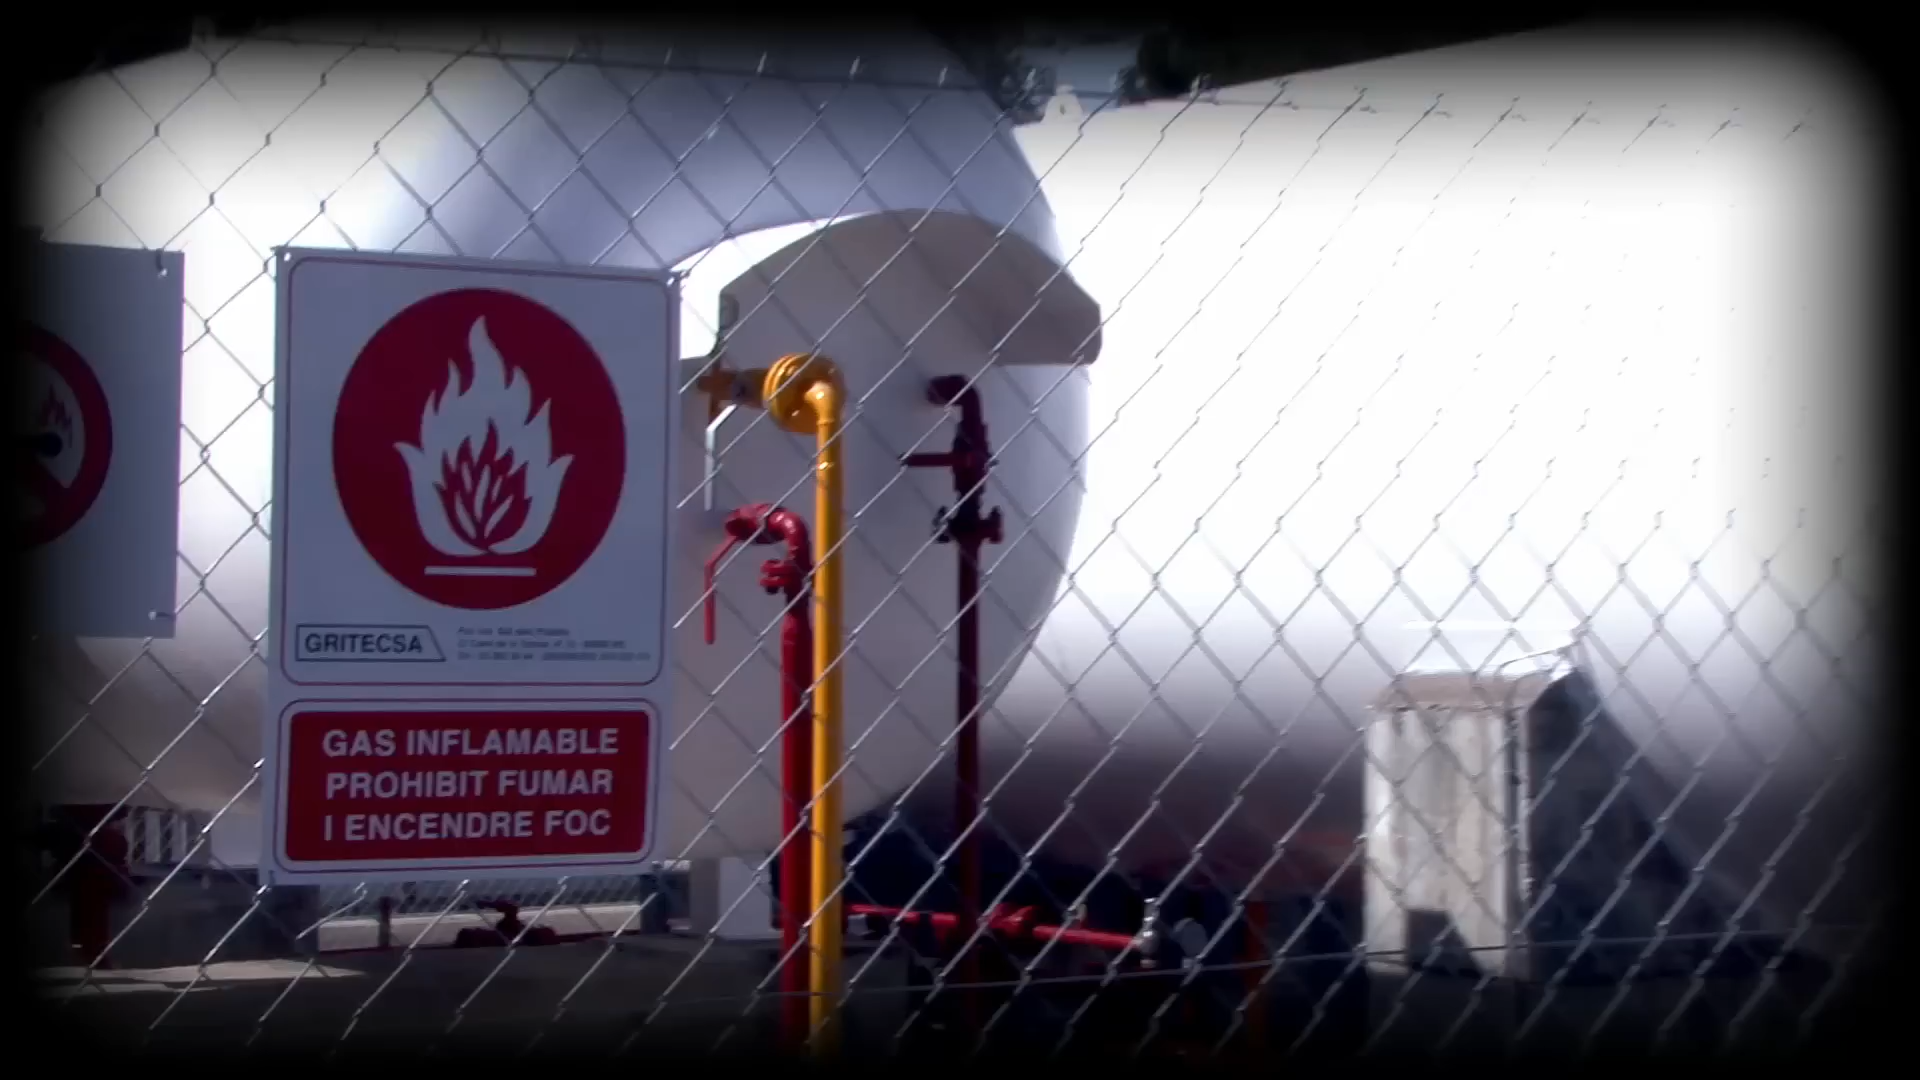 GRITECSA
GAS INFLAMABLE
PROHIBIT FUMAR
I ENCENDRE FOC